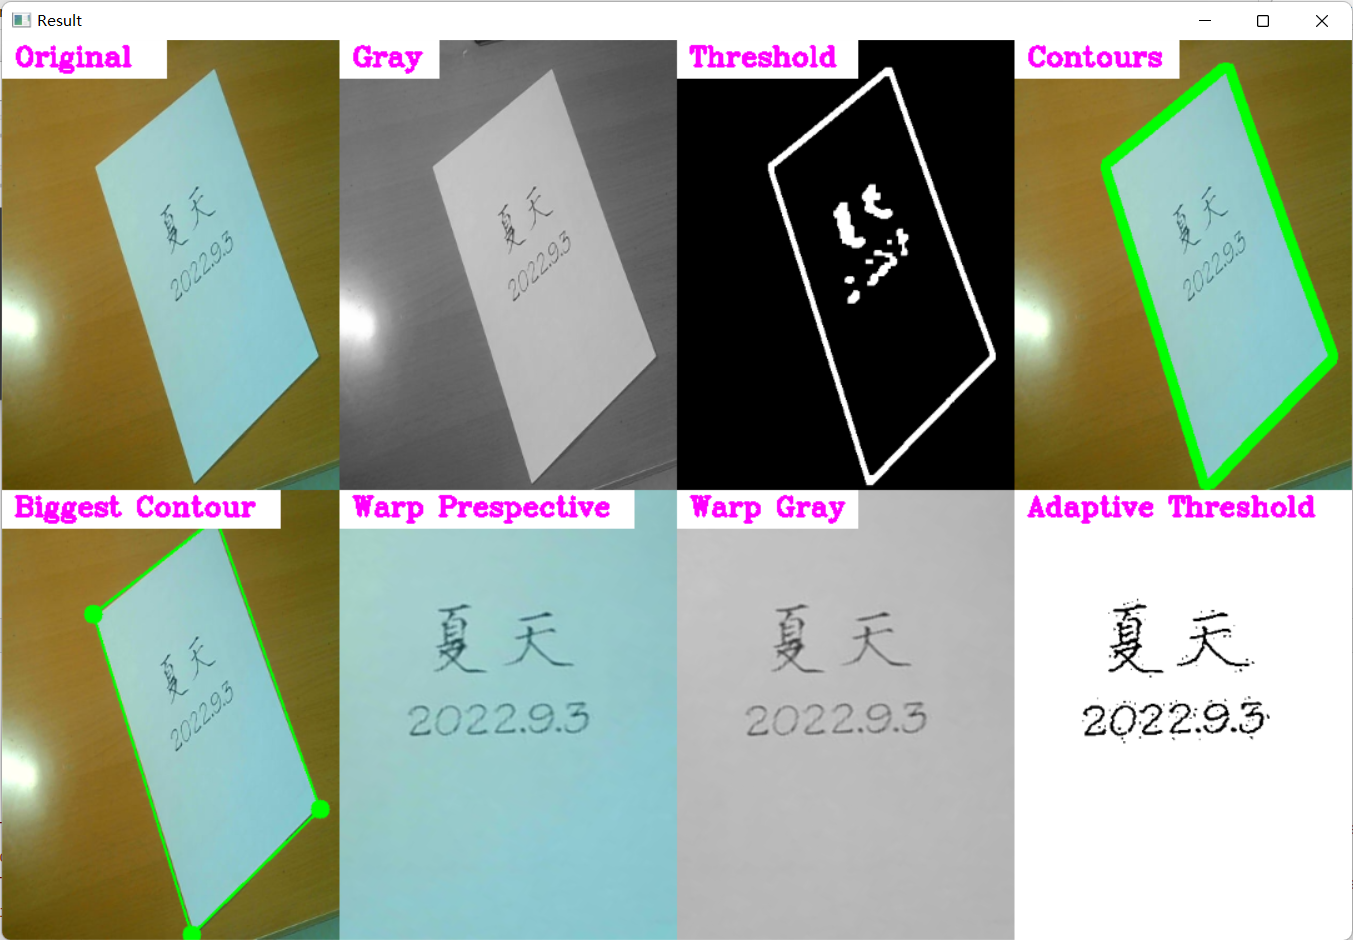 Result
Original
Gray
Threshold
Contours
夏天
2022.9.3
夏天
2022.9.3
夏天
2022.9.3
Biggest Contour
Warp Prespective
Warp Gray
Adaptive Threshold
夏天
2022.9.3
夏天
2022.9.3
夏天
2022.9.3
夏天
2022.9.3